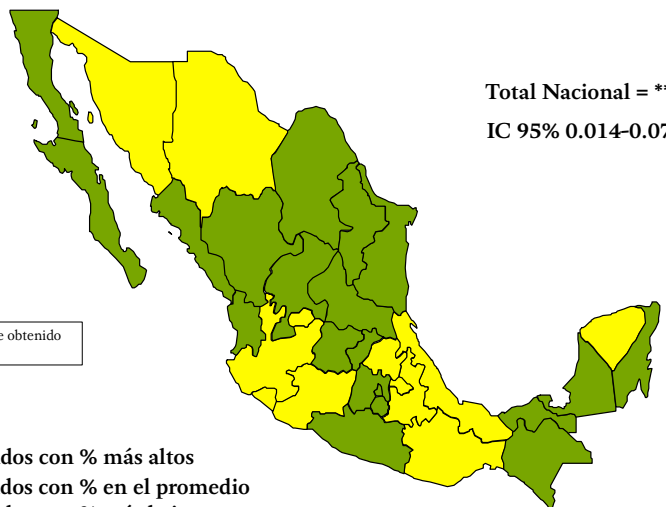 Total Nacional = **
IC 95% 0.014-0.07
e obtenido
dos con % más altos
dos con % en el promedio